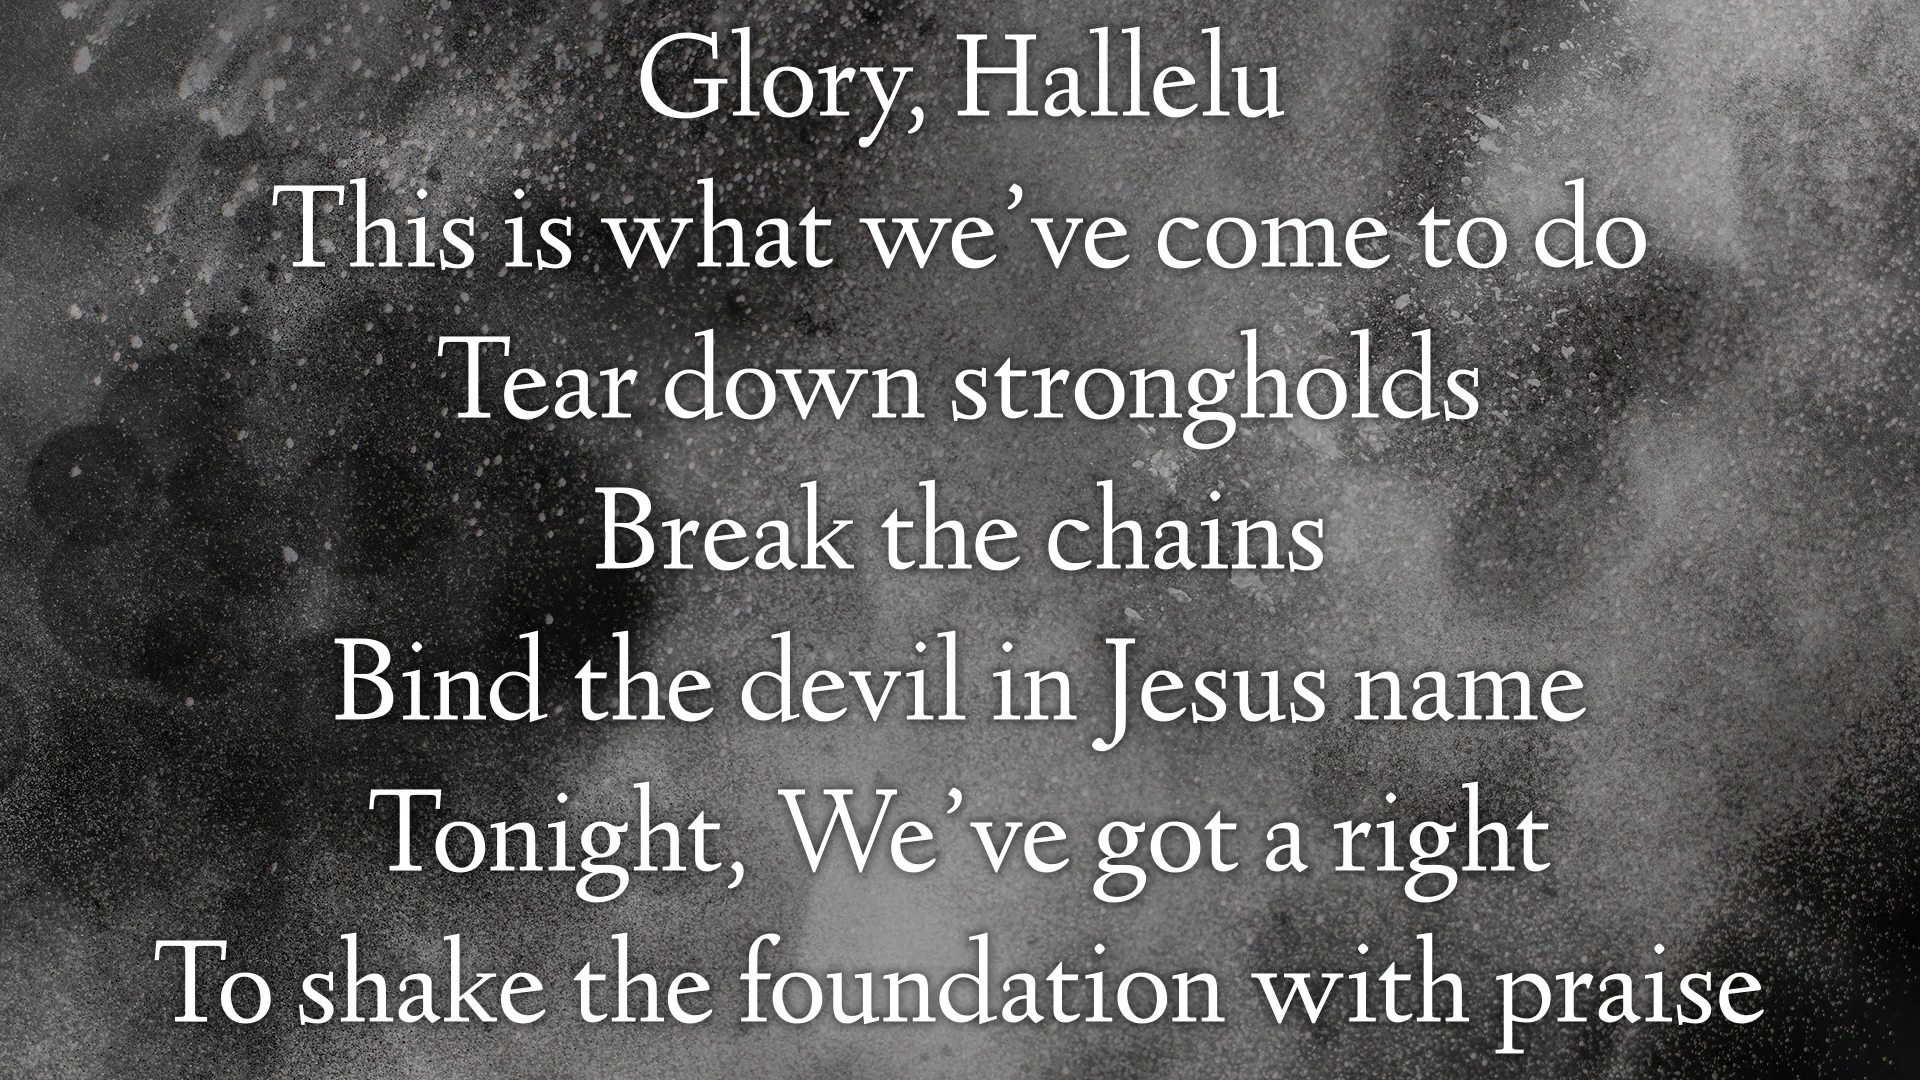 Glory, Hallelu
This is what we’ve come to do
Tear down strongholds
Break the chains
Bind the devil in Jesus name
Tonight, We’ve got a right
To shake the foundation with praise